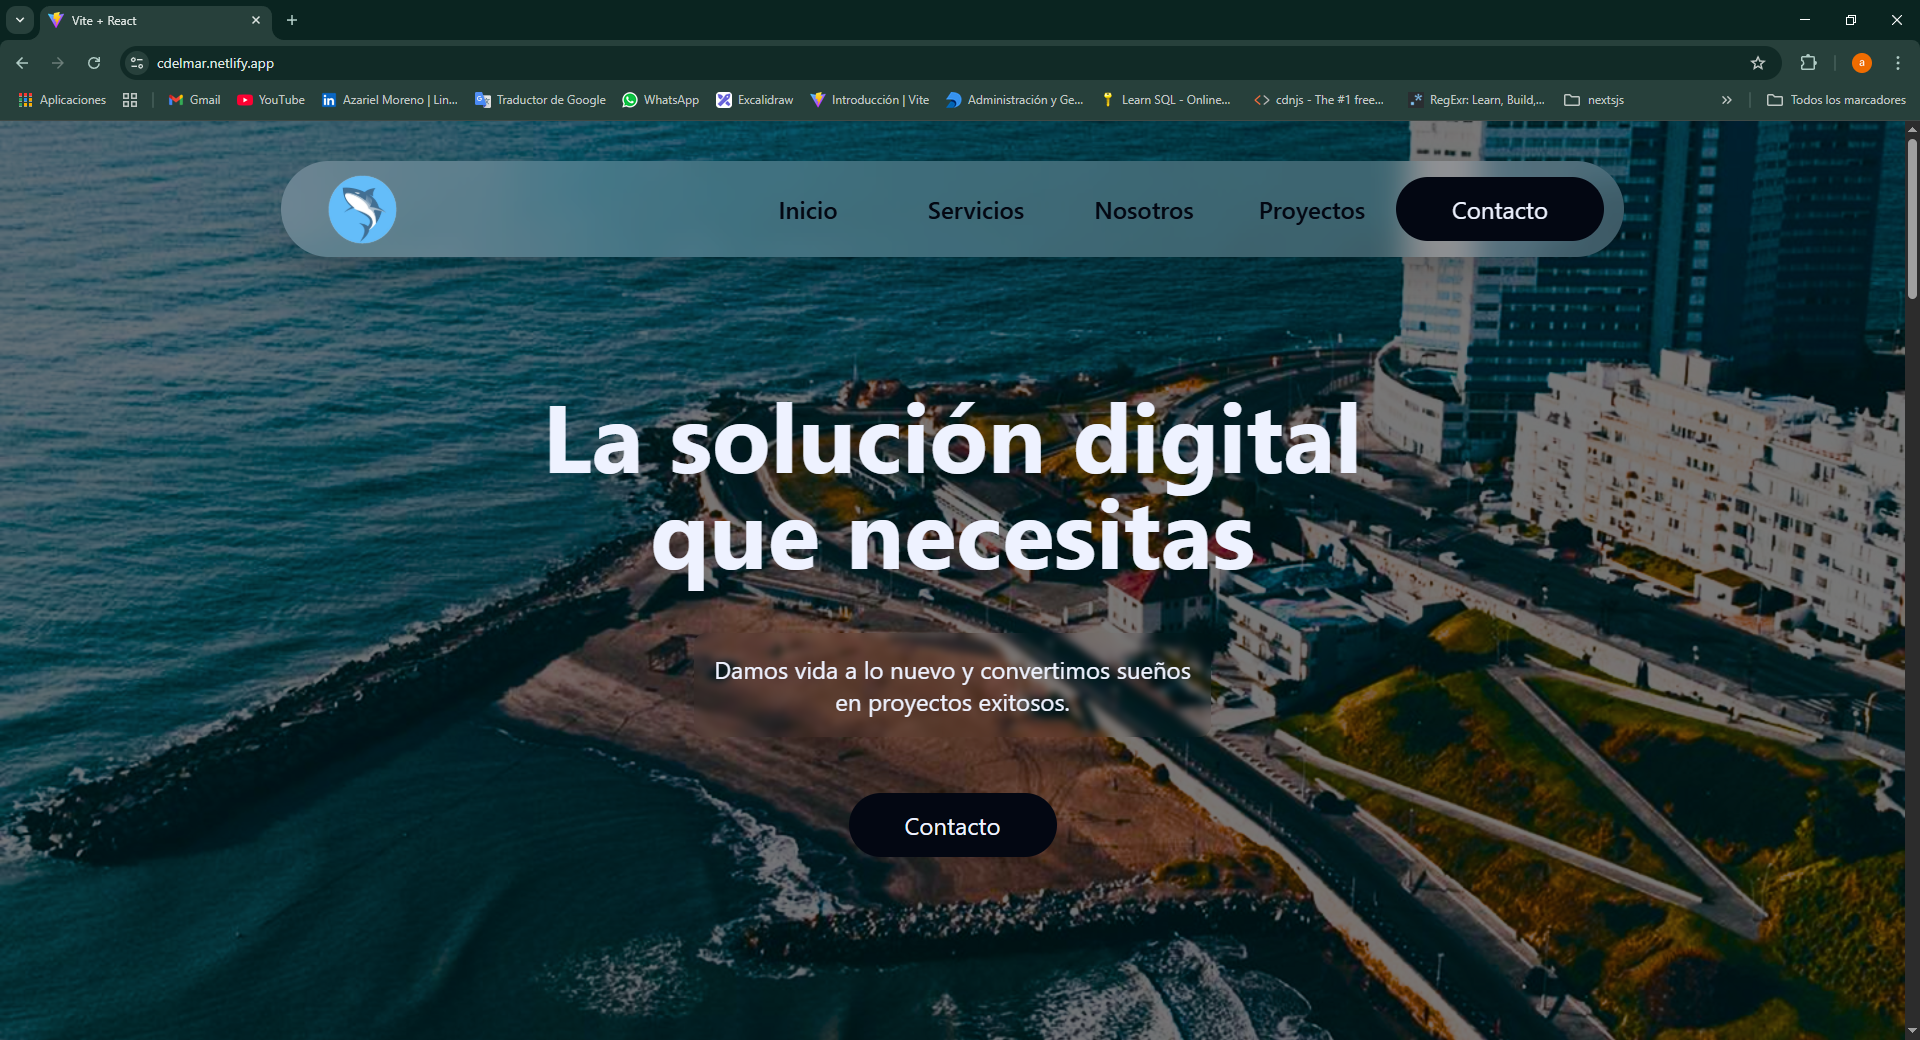 Vite + React
cdelmar.netlify.app
a
Aplicaciones
Gmail
YouTube
Azariel Moreno | Lin...
Traductor de Google
WhatsApp
Excalidraw
Introducción | Vite
Administración y Ge...
Learn SQL - Online...
cdnjs - The #1 free...
RegExr: Learn, Build,...
nextsjs
Todos los marcadores
Inicio
Servicios
Nosotros
Proyectos
Contacto
La solución digital
que necesitas
Damos vida a lo nuevo y convertimos sueños
en proyectos exitosos.
Contacto